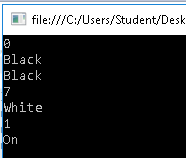 file:///C:/Users/Student/Desk
0
Black
Black
7
White
1
On